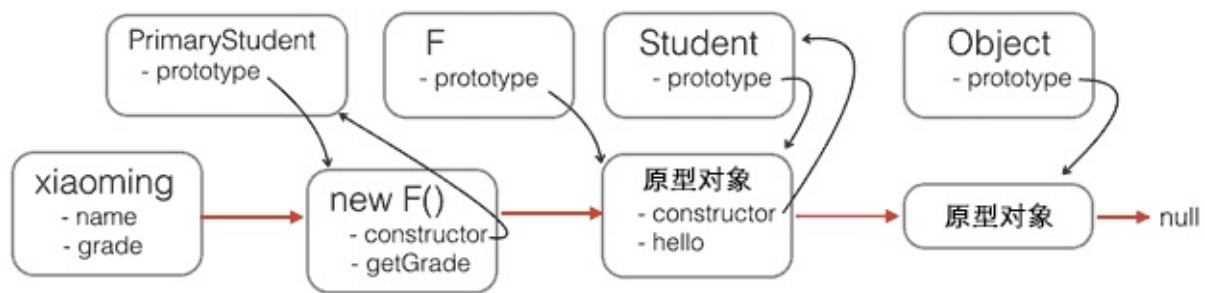 PrimaryStudent
- prototype
F
- prototype
Student
- prototype
Object
- prototype
xiaoming
- name
- grade
new F()
- constructor
- getGrade
原型对象
- constructor
- hello
原型对象
null